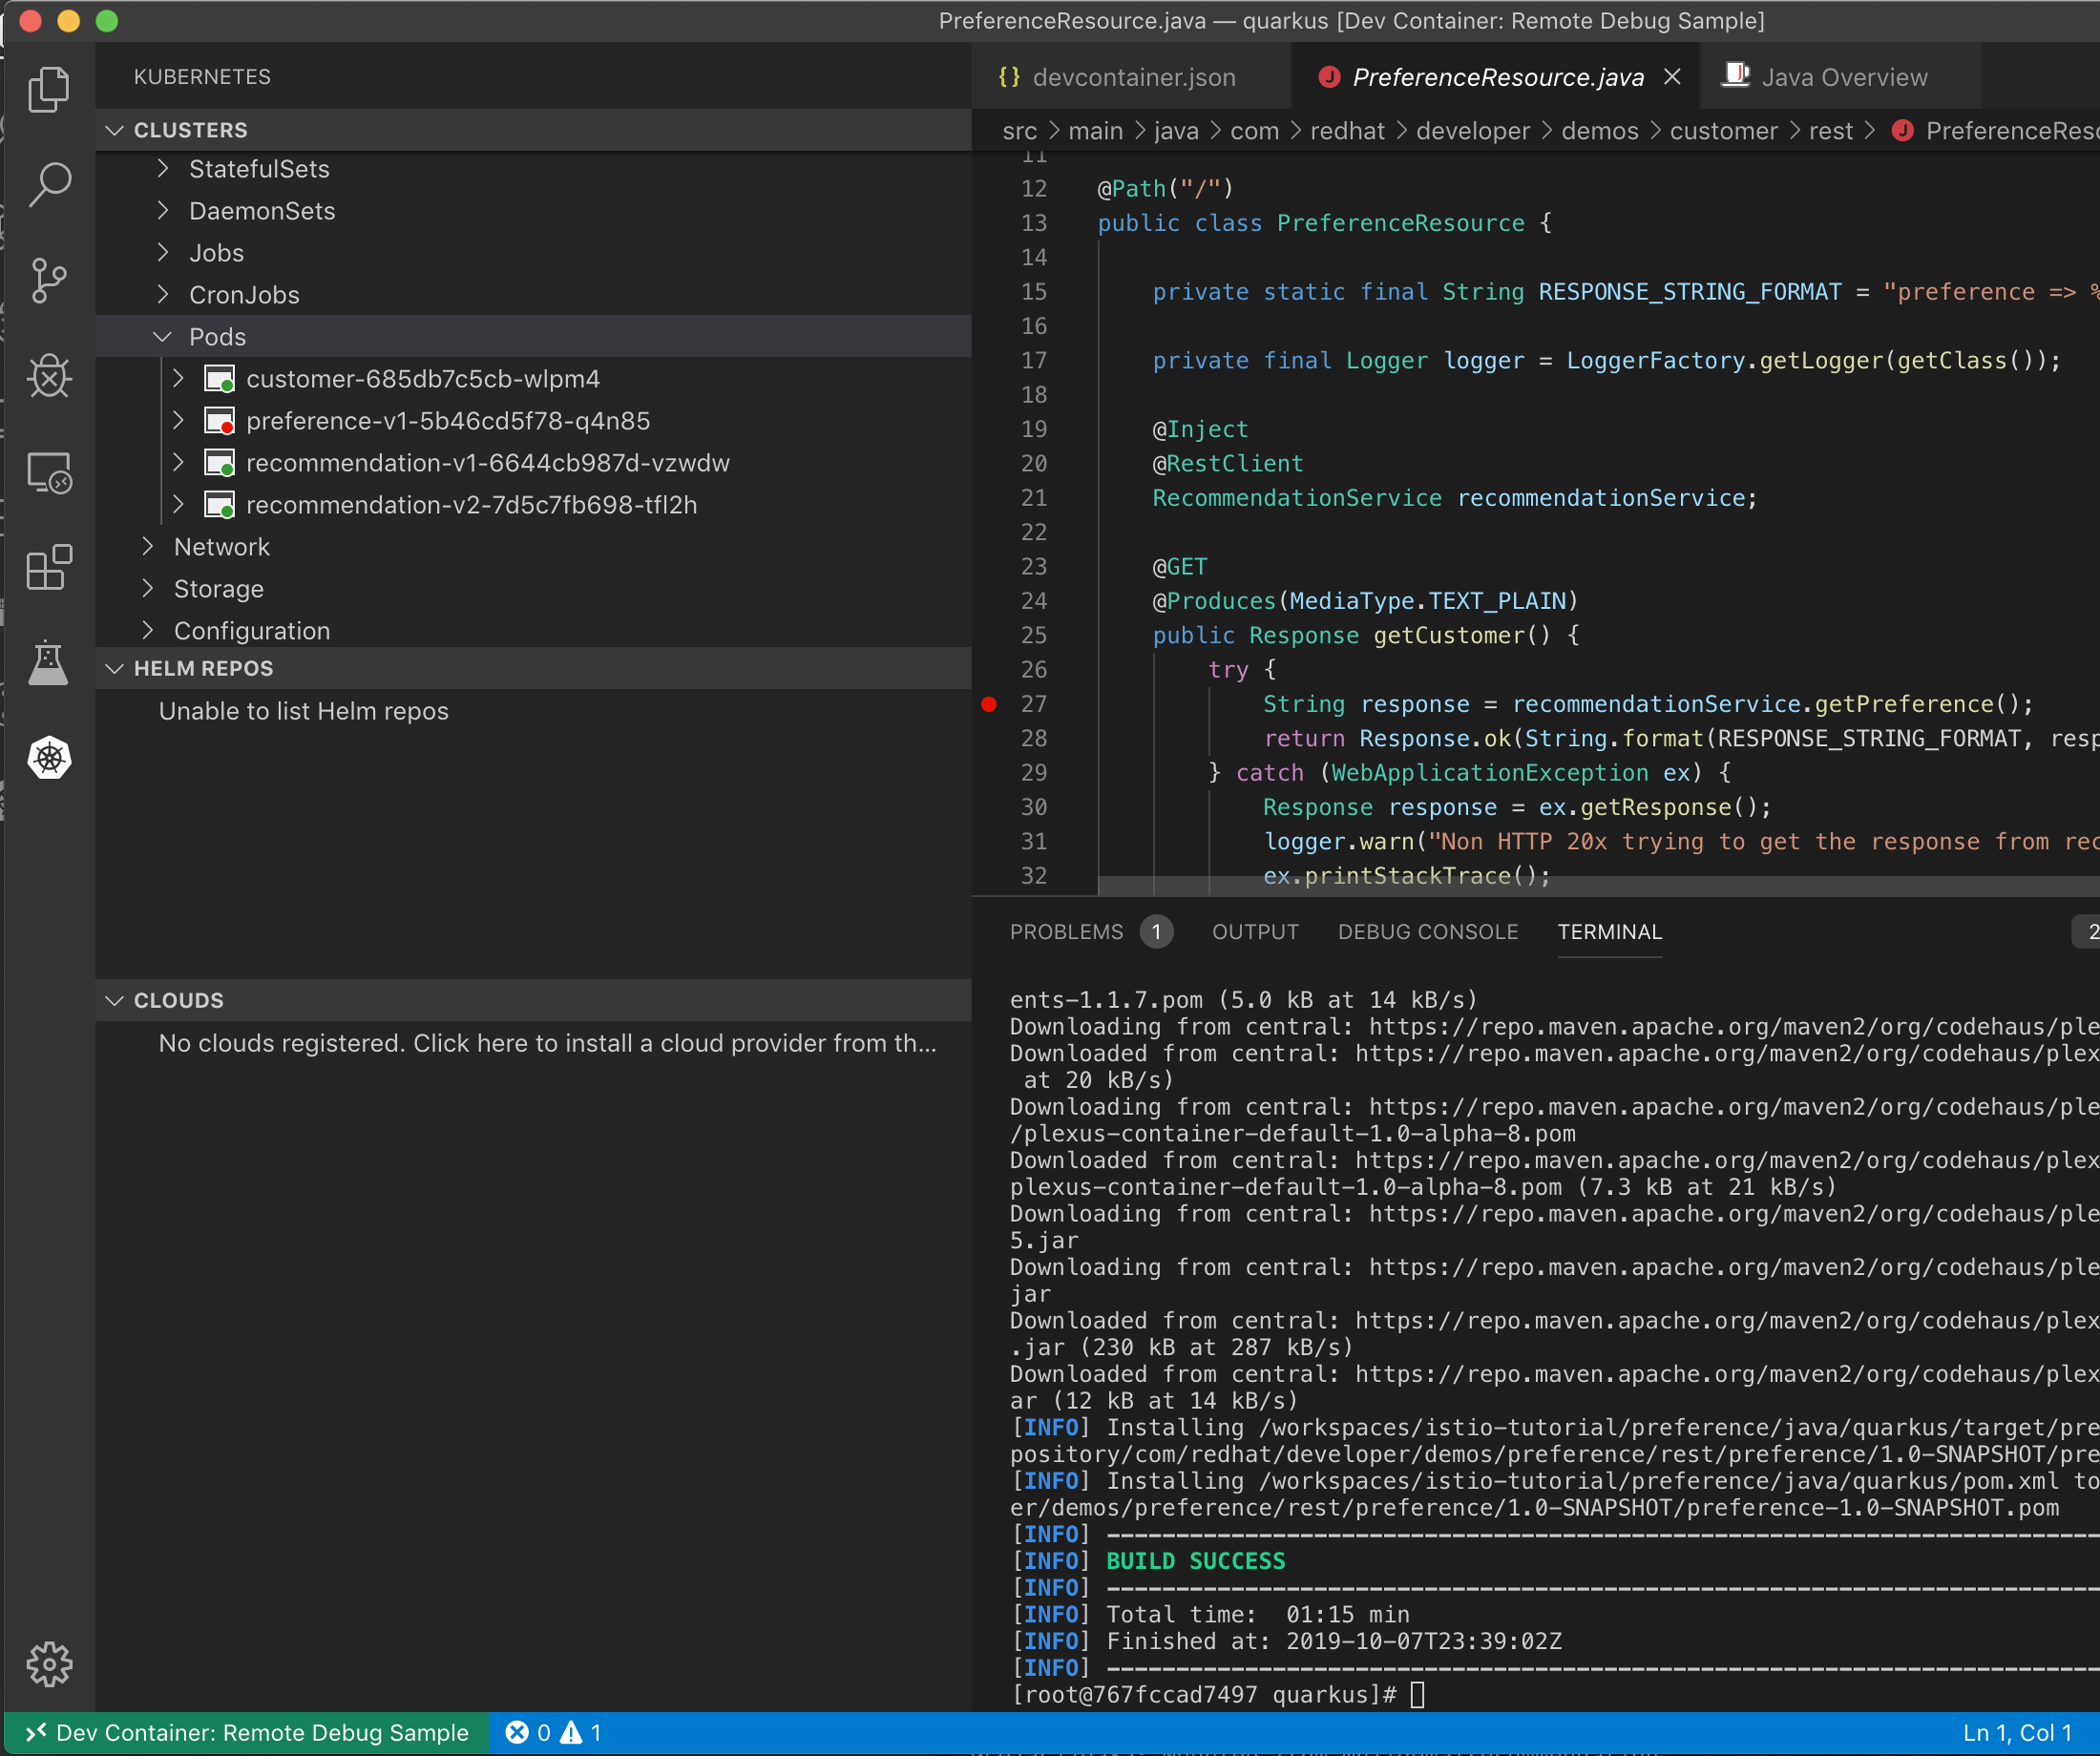 PreferenceResource.java — quarkus [Dev Container: Remote Debug Sample]
KUBERNETES
CLUSTERS
StatefulSets
DaemonSets
Jobs
CronJobs
Pods
customer-685db7c5cb-wlpm4
preference-v1-5b46cd5f78-q4n85
recommendation-v1-6644cb987d-vzwdw
recommendation-v2-7d5c7fb698-tfl2h
Network
Storage
Configuration
HELM REPOS
Unable to list Helm repos
CLOUDS
No clouds registered. Click here to install a cloud provider from th...
{} devcontainer.json
J PreferenceResource.java ×
Java Overview
src > main > java > com > redhat > developer > demos > customer > rest > J PreferenceReso
11
12 @Path("/")
13 public class PreferenceResource {
14
15 private static final String RESPONSE_STRING_FORMAT = "preference => %
16
17 private final Logger logger = LoggerFactory.getLogger(getClass());
18
19 @Inject
20 @RestClient
21 RecommendationService recommendationService;
22
23 @GET
24 @Produces(MediaType.TEXT_PLAIN)
25 public Response getCustomer() {
26 try {
27 String response = recommendationService.getPreference();
28 return Response.ok(String.format(RESPONSE_STRING_FORMAT, resp
29 } catch (WebApplicationException ex) {
30 Response response = ex.getResponse();
31 logger.warn("Non HTTP 20x trying to get the response from rec
32 ex.printStackTrace();
PROBLEMS 1 OUTPUT DEBUG CONSOLE TERMINAL 2
ents-1.1.7.pom (5.0 kB at 14 kB/s)
Downloading from central: https://repo.maven.apache.org/maven2/org/codehaus/plex
Downloaded from central: https://repo.maven.apache.org/maven2/org/codehaus/plex
at 20 kB/s)
Downloading from central: https://repo.maven.apache.org/maven2/org/codehaus/ple
/plexus-container-default-1.0-alpha-8.pom
Downloaded from central: https://repo.maven.apache.org/maven2/org/codehaus/plex
plexus-container-default-1.0-alpha-8.pom (7.3 kB at 21 kB/s)
Downloading from central: https://repo.maven.apache.org/maven2/org/codehaus/ple
5.jar
Downloading from central: https://repo.maven.apache.org/maven2/org/codehaus/ple
jar
Downloaded from central: https://repo.maven.apache.org/maven2/org/codehaus/plex
.jar (230 kB at 287 kB/s)
Downloaded from central: https://repo.maven.apache.org/maven2/org/codehaus/plex
ar (12 kB at 14 kB/s)
[INFO] Installing /workspaces/istio-tutorial/preference/java/quarkus/target/pre
pository/com/redhat/developer/demos/preference/rest/preference/1.0-SNAPSHOT/pre
[INFO] Installing /workspaces/istio-tutorial/preference/java/quarkus/pom.xml to
er/demos/preference/rest/preference/1.0-SNAPSHOT/preference-1.0-SNAPSHOT.pom
[INFO] ------------------------------------------------------------------------
[INFO] BUILD SUCCESS
[INFO] ------------------------------------------------------------------------
[INFO] Total time:  01:15 min
[INFO] Finished at: 2019-10-07T23:39:02Z
[INFO] ------------------------------------------------------------------------
[root@767fccad7497 quarkus]#
Dev Container: Remote Debug Sample 0 1 Ln 1, Col 1